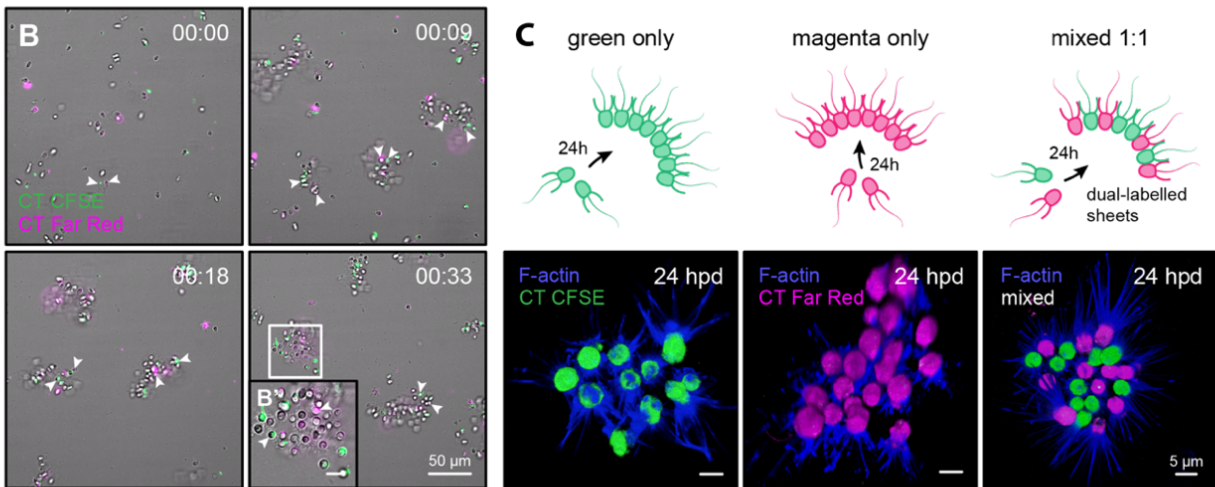 B
00:00
CT CFSE
CT Far Red
00:09
00:18
00:33
B'
50 µm
C
green only
magenta only
mixed 1:1
24h
24h
24h
dual-labelled
sheets
F-actin
CT CFSE
24 hpd
F-actin
CT Far Red
24 hpd
F-actin
mixed
24 hpd
5 µm